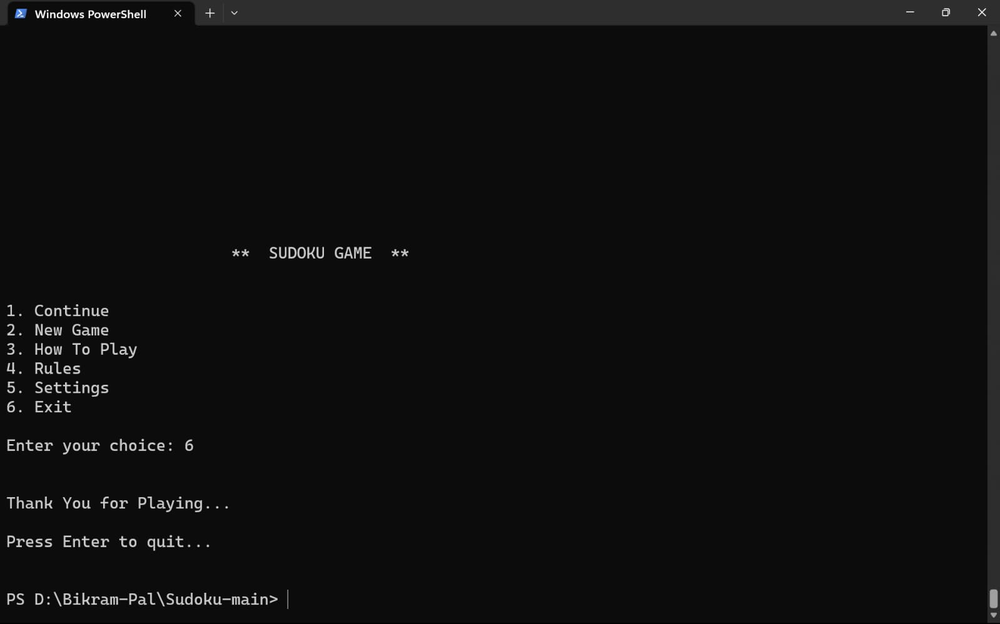 Windows PowerShell
** SUDOKU GAME **
1. Continue
2. New Game
3. How To Play
4. Rules
5. Settings
6. Exit
Enter your choice: 6
Thank You for Playing...
Press Enter to quit...
PS D:\Bikram-Pal\Sudoku-main>